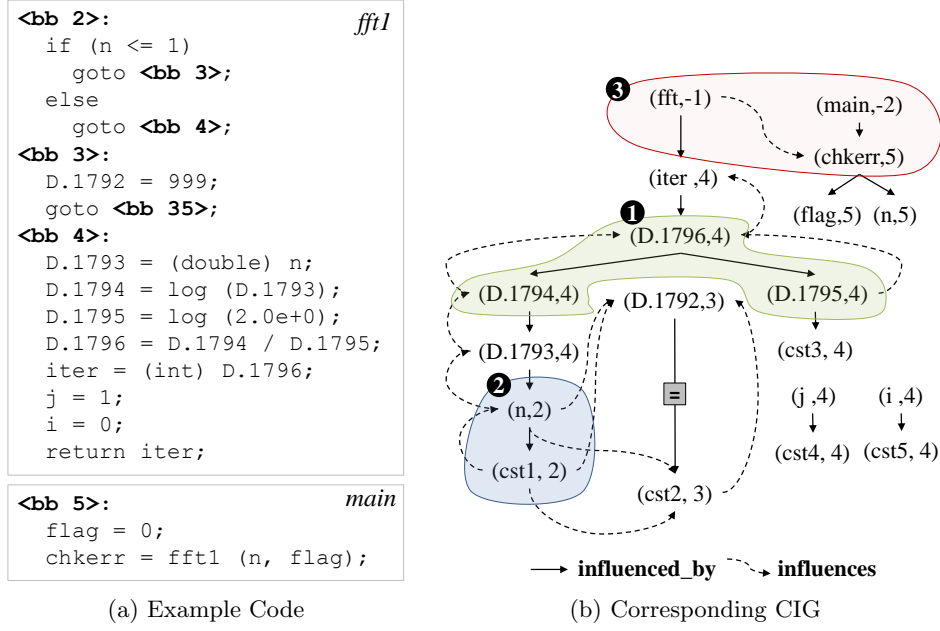 <bb 2>: fft1
if (n <= 1)
goto <bb 3>;
else
goto <bb 4>;
<bb 3>:
D.1792 = 999;
goto <bb 35>;
<bb 4>:
D.1793 = (double) n;
D.1794 = log (D.1793);
D.1795 = log (2.0e+0);
D.1796 = D.1794 / D.1795;
iter = (int) D.1796;
j = 1;
i = 0;
return iter;
<bb 5>: main
flag = 0;
chkerr = fft1 (n, flag);
(a) Example Code
3
(fft,-1) (main,-2)
(chkerr,5)
(iter ,4)
(flag,5) (n,5)
1
(D.1796,4)
(D.1794,4) (D.1792,3) (D.1795,4)
(D.1793,4) (cst3, 4)
2
(n,2) = (j ,4) (i ,4)
(cst1, 2) (cst2, 3) (cst4, 4) (cst5, 4)
influenced_by influences
(b) Corresponding CIG